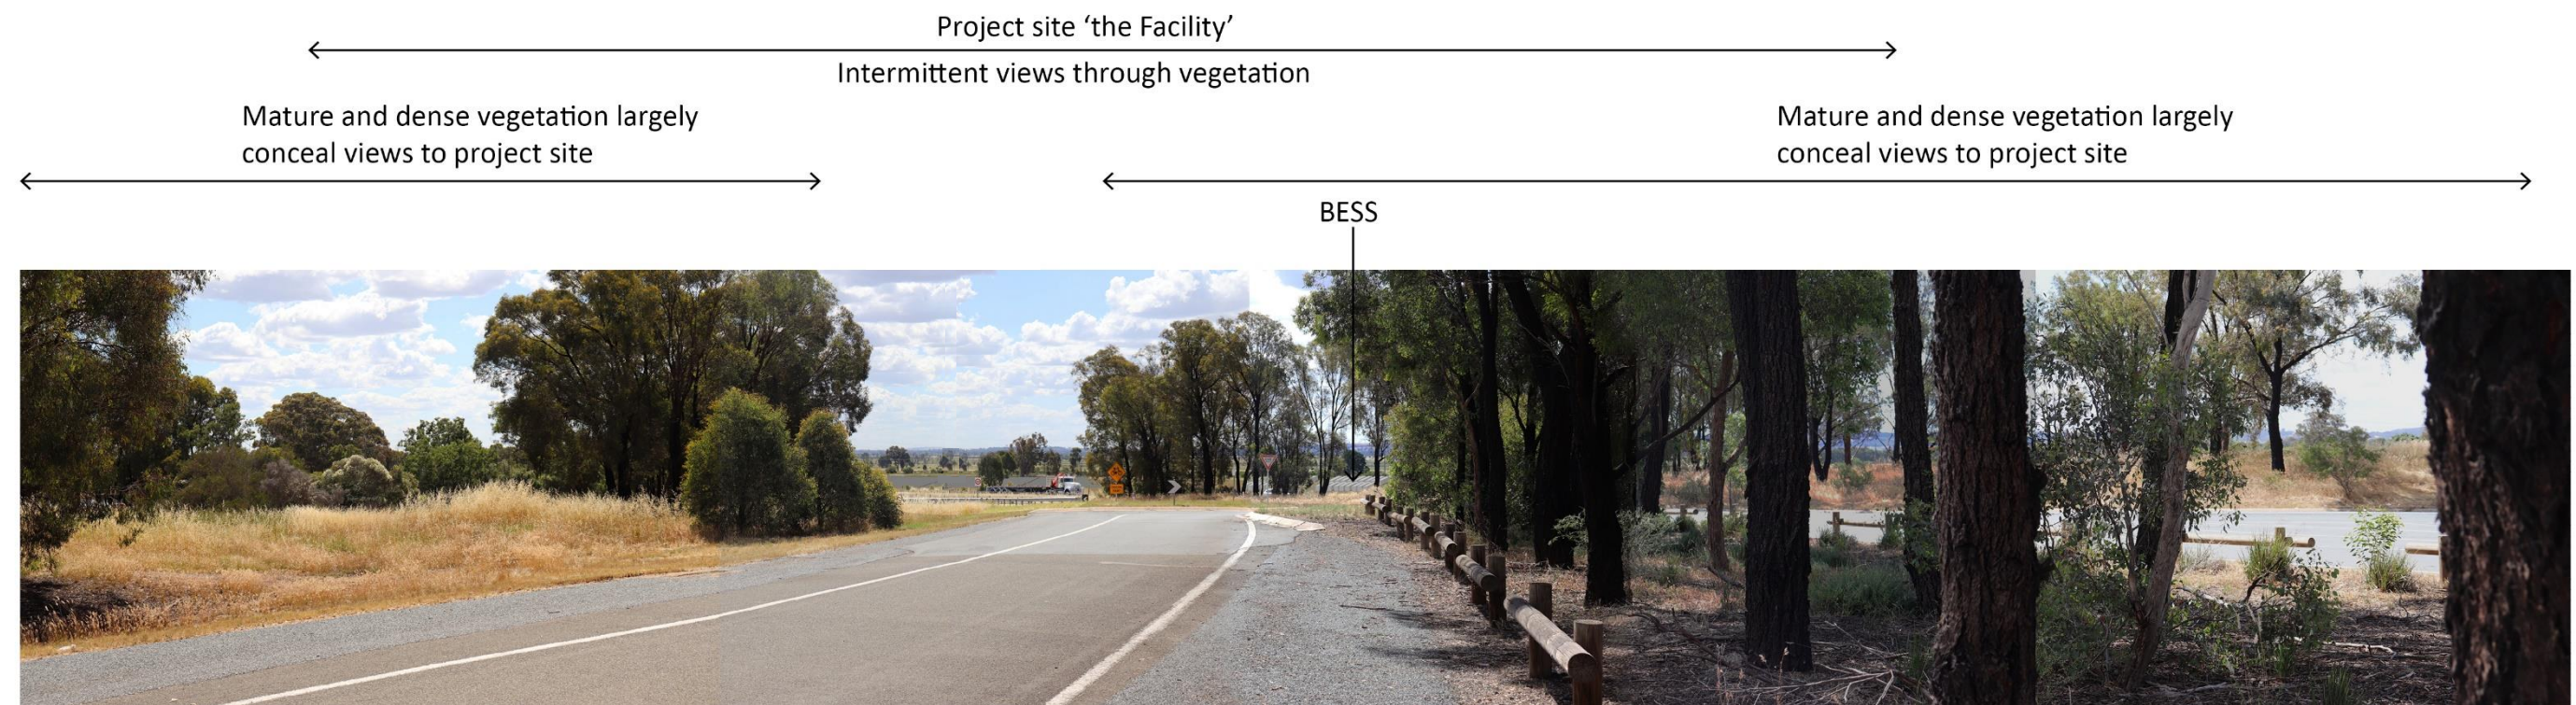 Project site ‘the Facility’
Intermittent views through vegetation
Mature and dense vegetation largely
conceal views to project site
Mature and dense vegetation largely
conceal views to project site
BESS